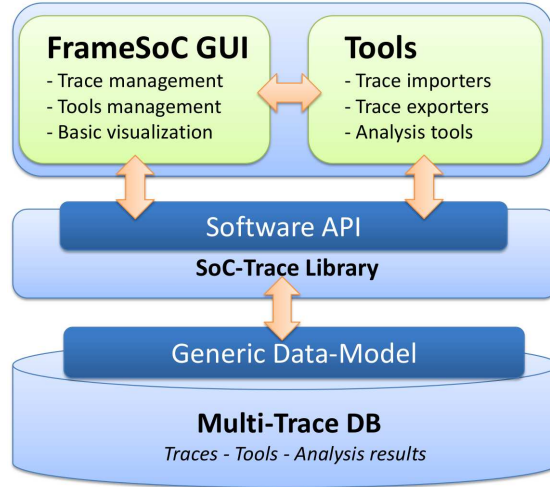 FrameSoC GUI
- Trace management
- Tools management
- Basic visualization
Tools
- Trace importers
- Trace exporters
- Analysis tools
Software API
SoC-Trace Library
Generic Data-Model
Multi-Trace DB
Traces - Tools - Analysis results